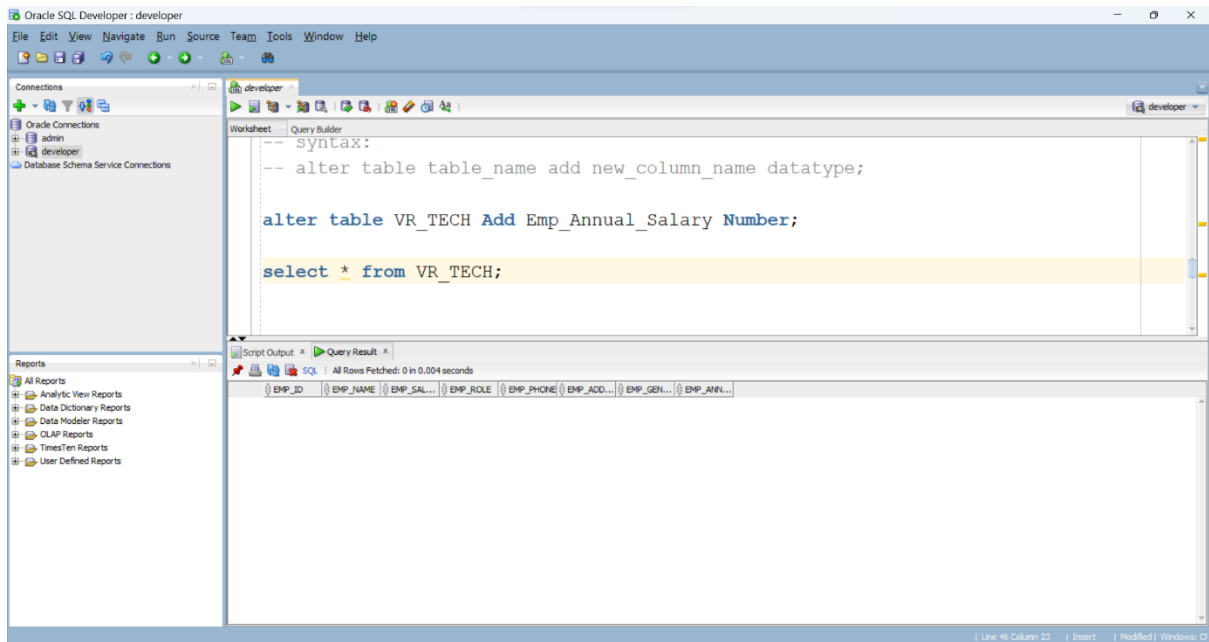 Oracle SQL Developer : developer
File Edit View Navigate Run Source Team Tools Window Help
Connections
Oracle Connections
admin
developer
Database Schema Service Connections
Reports
All Reports
Analytic View Reports
Data Dictionary Reports
Data Modeler Reports
OLAP Reports
TimesTen Reports
User Defined Reports
developer
developer
Worksheet Query Builder
-- syntax:
-- alter table table_name add new_column_name datatype;
alter table VR_TECH Add Emp_Annual_Salary Number;
select * from VR_TECH;
Script Output Query Result
SQL | All Rows Fetched: 0 in 0.004 seconds
EMP_ID EMP_NAME EMP_SAL... EMP_ROLE EMP_PHONE EMP_ADD... EMP_GEN... EMP_ANN...
| Line 46 Column 23 | Insert | Modified | Windows: C